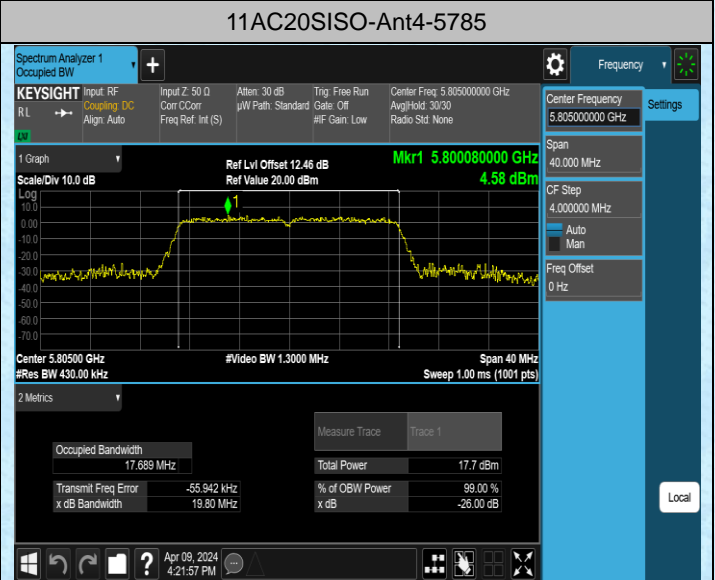 11AC20SISO-Ant4-5785
Spectrum Analyzer 1
Occupied BW
Frequency
KEYSIGHT
RL
LXI
Input: RF
Coupling: DC
Align: Auto
Input Z: 50 Ω
Corr CCorr
Freq Ref: Int (S)
Atten: 30 dB
µW Path: Standard
Trig: Free Run
Gate: Off
#IF Gain: Low
Center Freq: 5.805000000 GHz
Avg|Hold: 30/30
Radio Std: None
Center Frequency
5.805000000 GHz
Settings
Span
40.000 MHz
CF Step
4.000000 MHz
Auto
Man
Freq Offset
0 Hz
1 Graph
Scale/Div 10.0 dB
Ref Lvl Offset 12.46 dB
Ref Value 20.00 dBm
Mkr1 5.800080000 GHz
4.58 dBm
Log
10.0
0.00
-10.0
-20.0
-30.0
-40.0
-50.0
-60.0
-70.0
1
Center 5.80500 GHz
#Res BW 430.00 kHz
#Video BW 1.3000 MHz
Span 40 MHz
Sweep 1.00 ms (1001 pts)
2 Metrics
Measure Trace Trace 1
Occupied Bandwidth
17.689 MHz
Total Power 17.7 dBm
Transmit Freq Error -55.942 kHz
% of OBW Power 99.00 %
x dB Bandwidth 19.80 MHz
x dB -26.00 dB
Local
Apr 09, 2024
4:21:57 PM